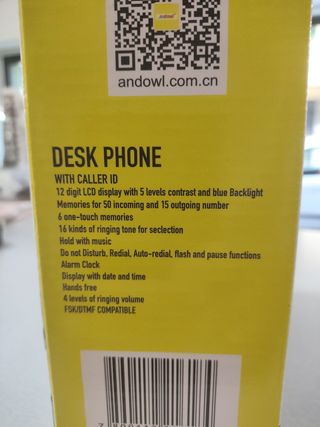 andowl.com.cn
DESK PHONE
WITH CALLER ID
12 digit LCD display with 5 levels contrast and blue Backlight
Memories for 50 incoming and 15 outgoing number
6 one-touch memories
16 kinds of ringing tone for seclection
Hold with music
Do not Disturb, Redial, Auto-redial, flash and pause functions
Alarm Clock
Display with date and time
Hands free
4 levels of ringing volume
FSK/DTMF COMPATIBLE